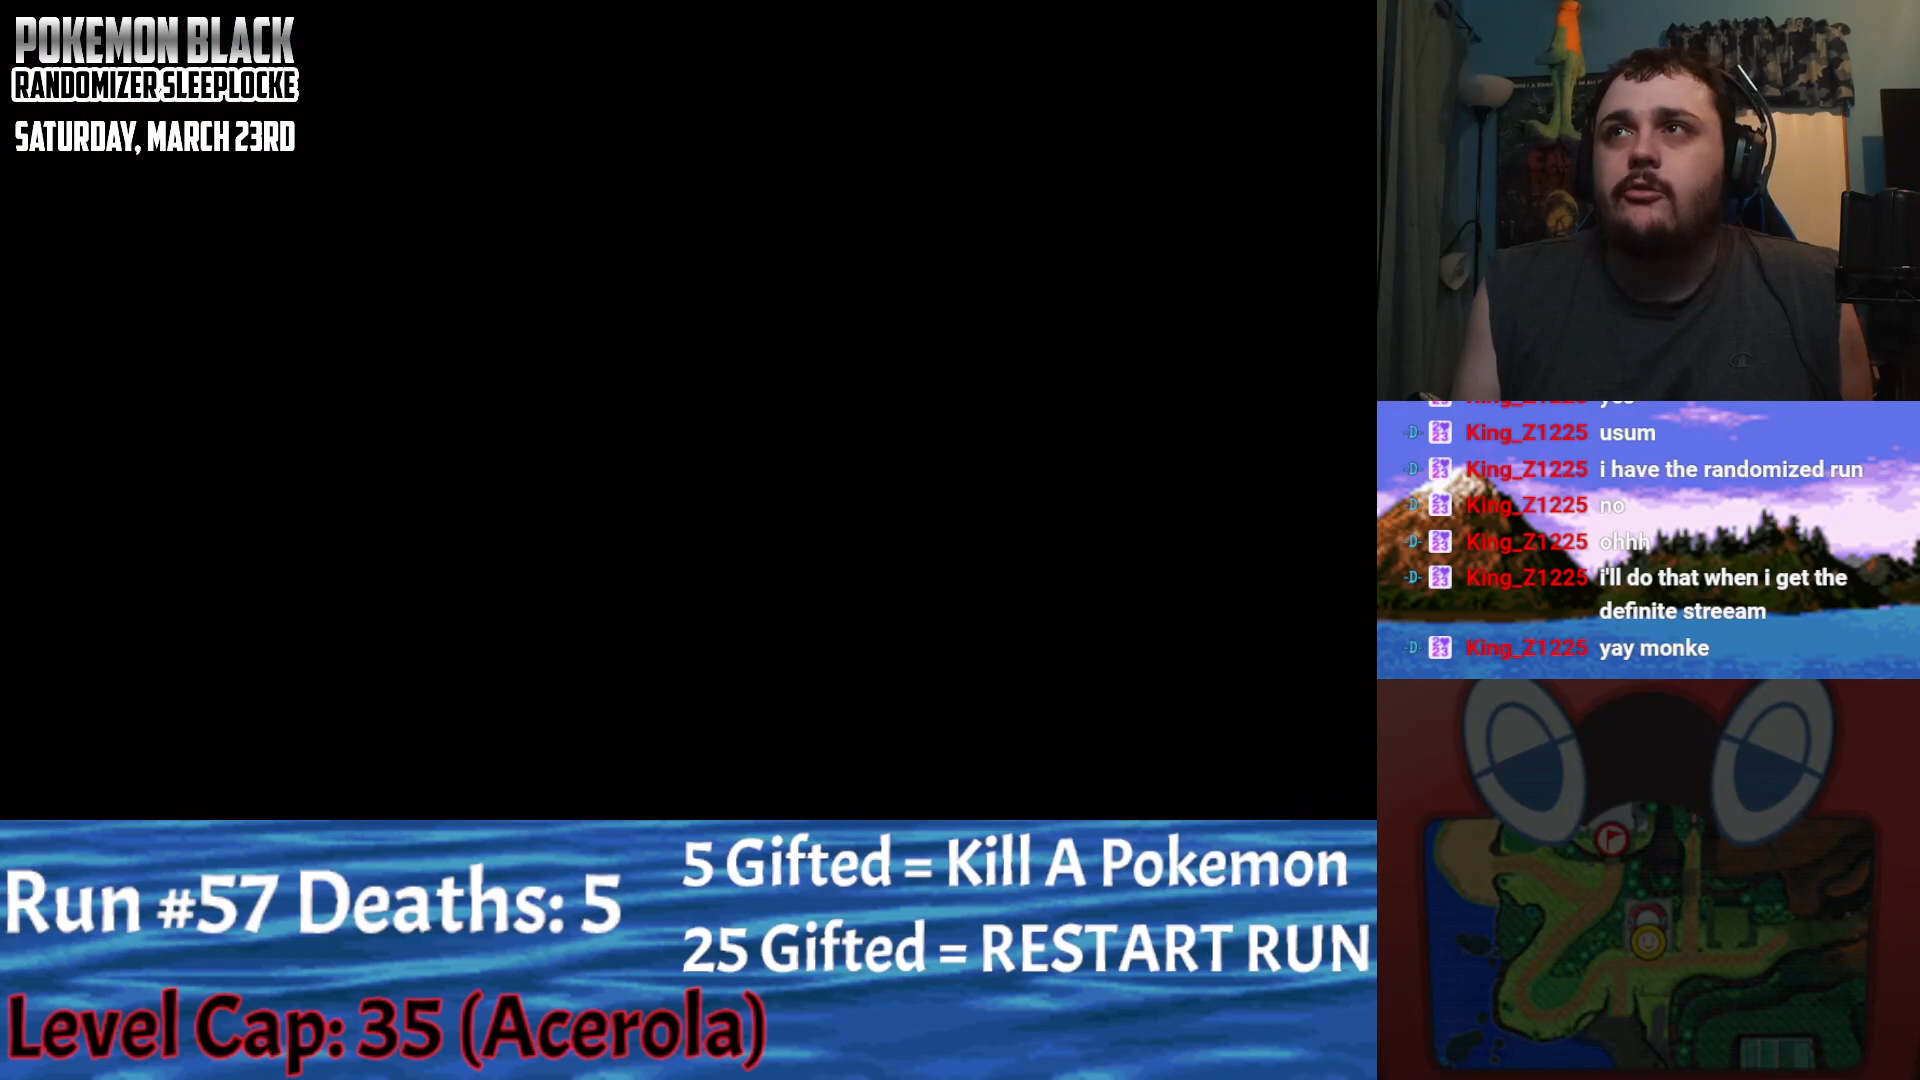 POKEMON BLACK
RANDOMIZER SLEEPLOCKE
SATURDAY, MARCH 23RD
King_Z1225 usum
King_Z1225 i have the randomized run
King_Z1225 no
King_Z1225 ohhh
King_Z1225 i'll do that when i get the
definite streeam
King_Z1225 yay monke
Run #57 Deaths: 5
5 Gifted = Kill A Pokemon
25 Gifted = RESTART RUN
Level Cap: 35 (Acerola)